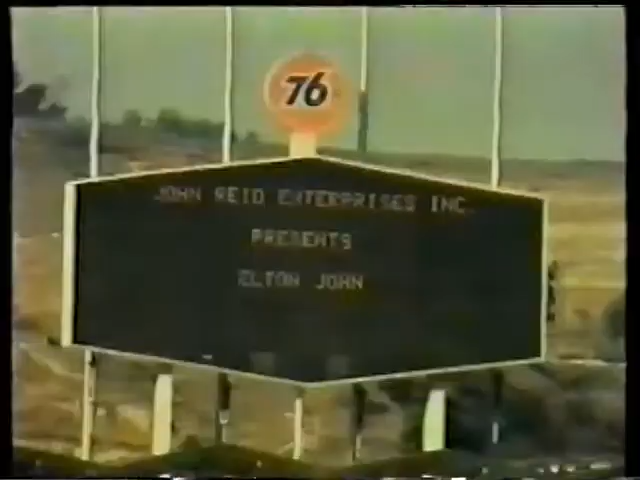 76
JOHN REID ENTERPRISES INC.
PRESENTS
ELTON JOHN